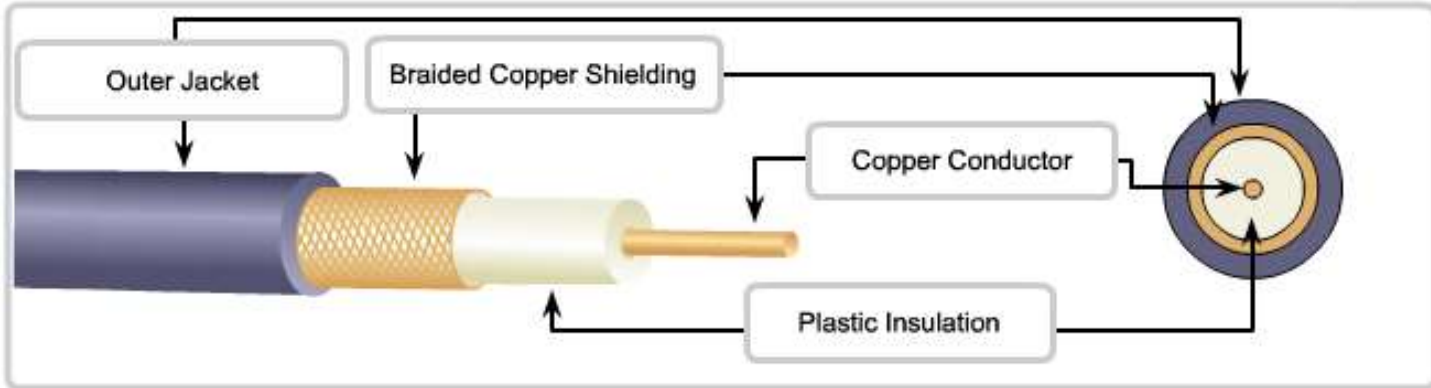 Outer Jacket
Braided Copper Shielding
Copper Conductor
Plastic Insulation